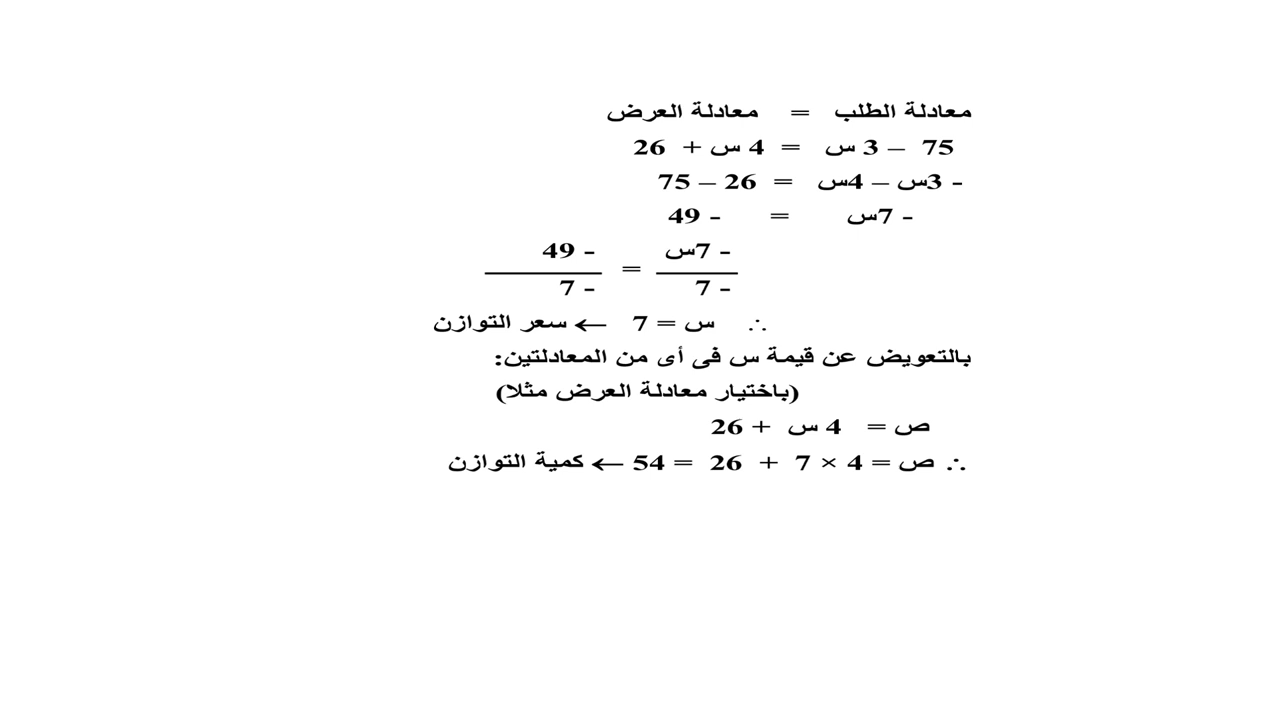 معادلة الطلب = معادلة العرض
75 – 3 س = 4 س + 26
- 3س – 4س = 26 – 75
- 7س = - 49
- 7س = - 49
- 7 - 7
∴ س = 7 ← سعر التوازن
بالتعويض عن قيمة س فى أى من المعادلتين:
(باختيار معادلة العرض مثلا)
ص = 4 س + 26
∴ ص = 4 × 7 + 26 = 54 ← كمية التوازن